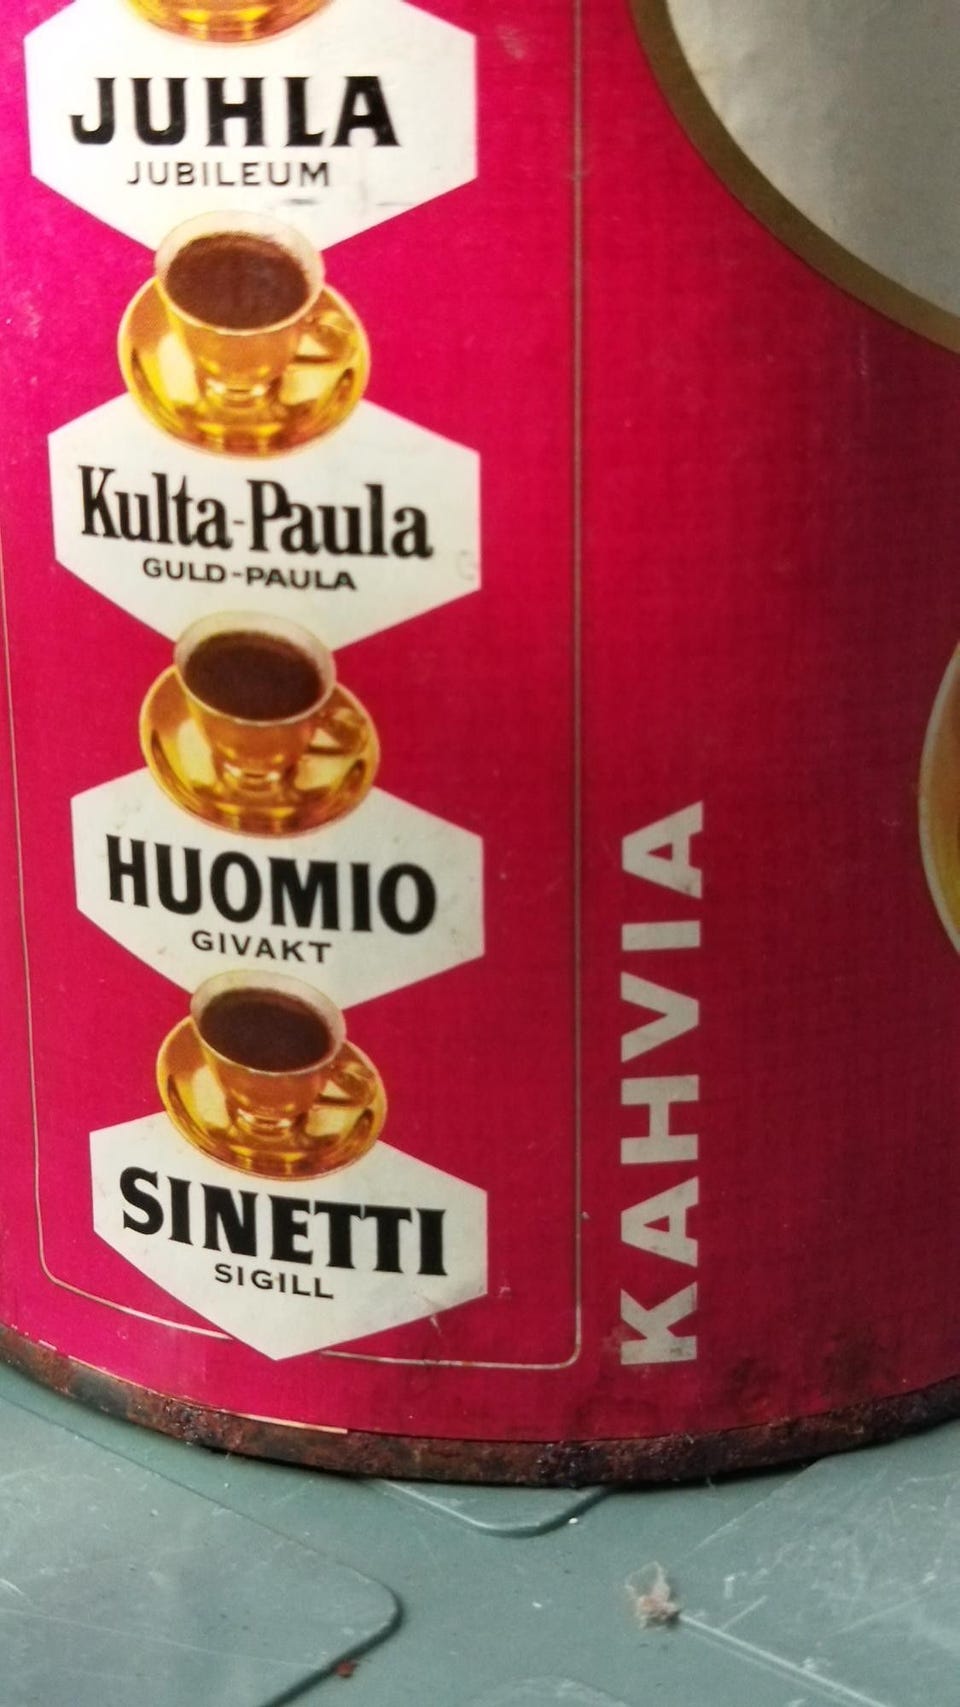 JUHLA
JUBILEUM
Kulta-Paula
GULD-PAULA
HUOMIO
GIVAKT
SINETTI
SIGILL
KAHVIA